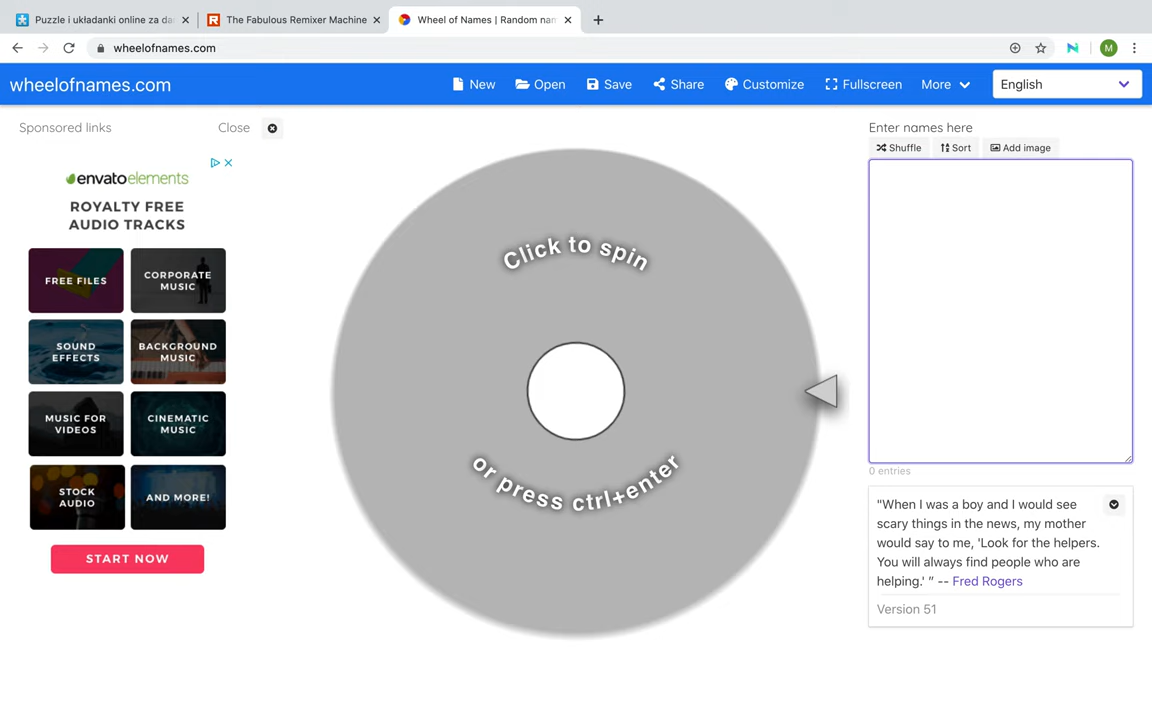 Puzzle i układanki online za da
The Fabulous Remixer Machine
Wheel of Names | Random nam
wheelofnames.com
M
wheelofnames.com
New
Open
Save
Share
Customize
Fullscreen
More
English
Sponsored links
Close
envatoelements
ROYALTY FREE
AUDIO TRACKS
FREE FILES
CORPORATE
MUSIC
SOUND
EFFECTS
BACKGROUND
MUSIC
MUSIC FOR
VIDEOS
CINEMATIC
MUSIC
STOCK
AUDIO
AND MORE!
START NOW
Click to spin
or press ctrl+enter
Enter names here
Shuffle
Sort
Add image
0 entries
"When I was a boy and I would see
scary things in the news, my mother
would say to me, 'Look for the helpers.
You will always find people who are
helping.' " -- Fred Rogers
Version 51